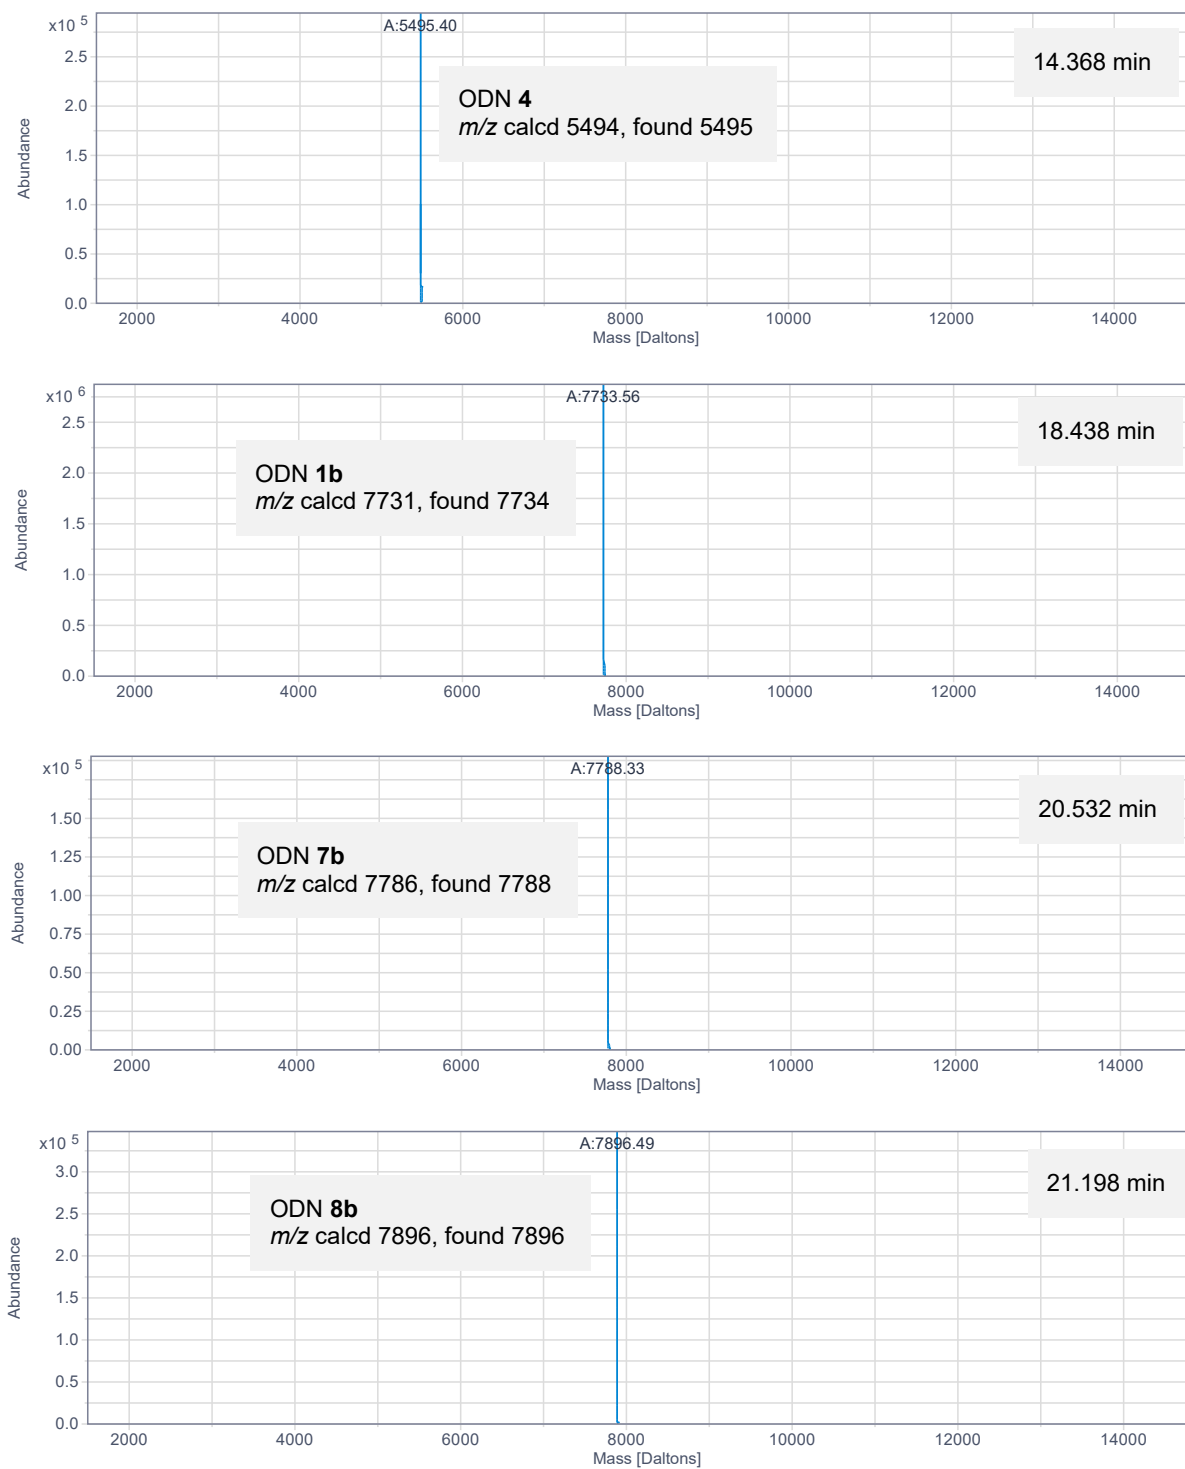 x10 5
A:5495.40
14.368 min
ODN 4
m/z calcd 5494, found 5495
Abundance
2.5
2.0
1.5
1.0
0.5
0.0
2000 4000 6000 8000 10000 12000 14000
Mass [Daltons]
x10 6
A:7733.56
18.438 min
ODN 1b
m/z calcd 7731, found 7734
Abundance
2.5
2.0
1.5
1.0
0.5
0.0
2000 4000 6000 8000 10000 12000 14000
Mass [Daltons]
x10 5
A:7788.33
20.532 min
ODN 7b
m/z calcd 7786, found 7788
Abundance
1.50
1.25
1.00
0.75
0.50
0.25
0.00
2000 4000 6000 8000 10000 12000 14000
Mass [Daltons]
x10 5
A:7896.49
21.198 min
ODN 8b
m/z calcd 7896, found 7896
Abundance
3.0
2.5
2.0
1.5
1.0
0.5
0.0
2000 4000 6000 8000 10000 12000 14000
Mass [Daltons]